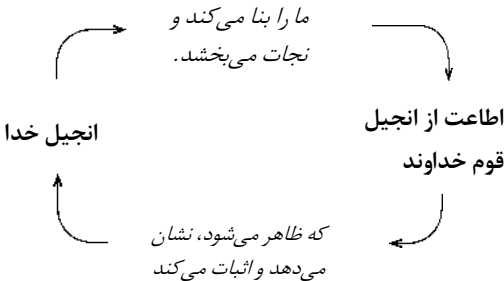 ما را بنا می‌کند و
نجات می‌بخشد.
اطاعت از انجیل
قوم خداوند
که ظاهر می‌شود، نشان
می‌دهد و اثبات می‌کند
انجیل خدا